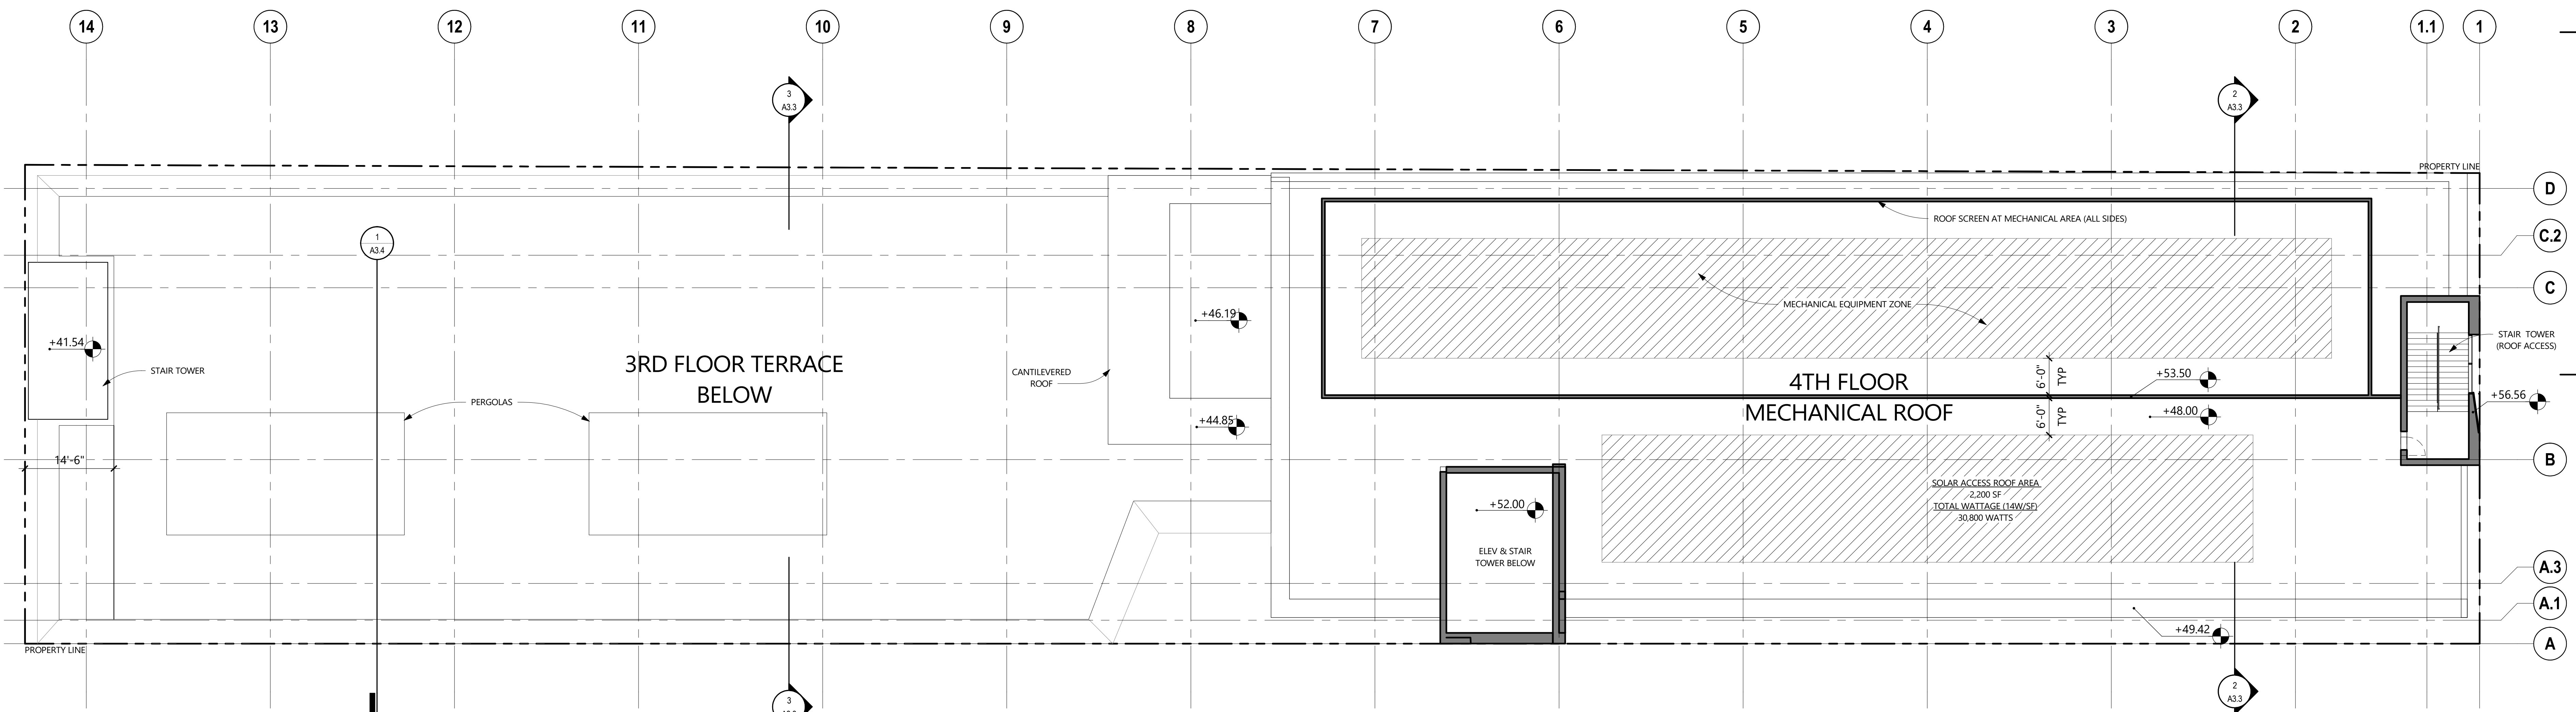 14
13
12
11
10
9
8
7
6
5
4
3
2
1.1
1
3
A3.3
2
A3.3
PROPERTY LINE
D
ROOF SCREEN AT MECHANICAL AREA (ALL SIDES)
C.2
1
A3.4
C
MECHANICAL EQUIPMENT ZONE
+46.19
STAIR TOWER
(ROOF ACCESS)
+41.54
3RD FLOOR TERRACE
BELOW
STAIR TOWER
CANTILEVERED
ROOF
6'-0"
TYP
+53.50
4TH FLOOR
MECHANICAL ROOF
+56.56
PERGOLAS
6'-0"
TYP
+48.00
+44.85
14'-6"
B
SOLAR ACCESS ROOF AREA
2,200 SF
TOTAL WATTAGE (14W/SF)
30,800 WATTS
+52.00
ELEV & STAIR
TOWER BELOW
A.3
A.1
+49.42
A
PROPERTY LINE
3
2
A3.3